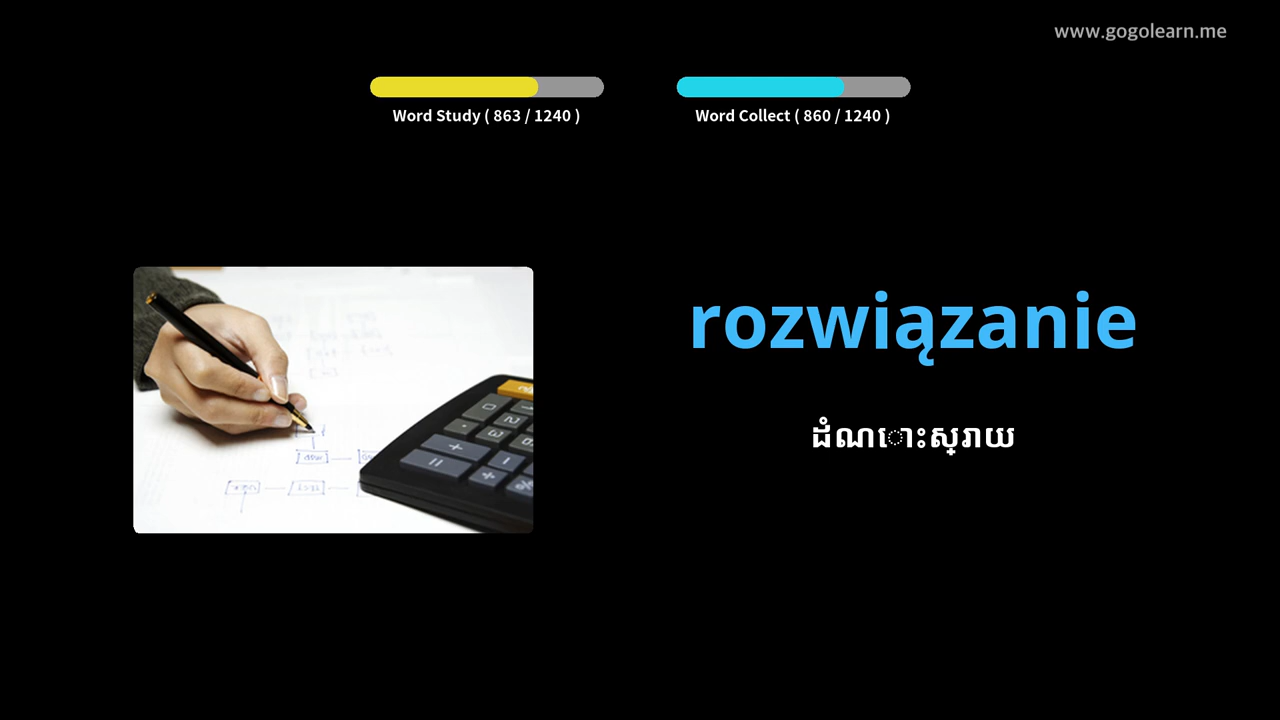 www.gogolearn.me
Word Study ( 863 / 1240 )
Word Collect ( 860 / 1240 )
rozwiązanie
ដំណោះស្រាយ